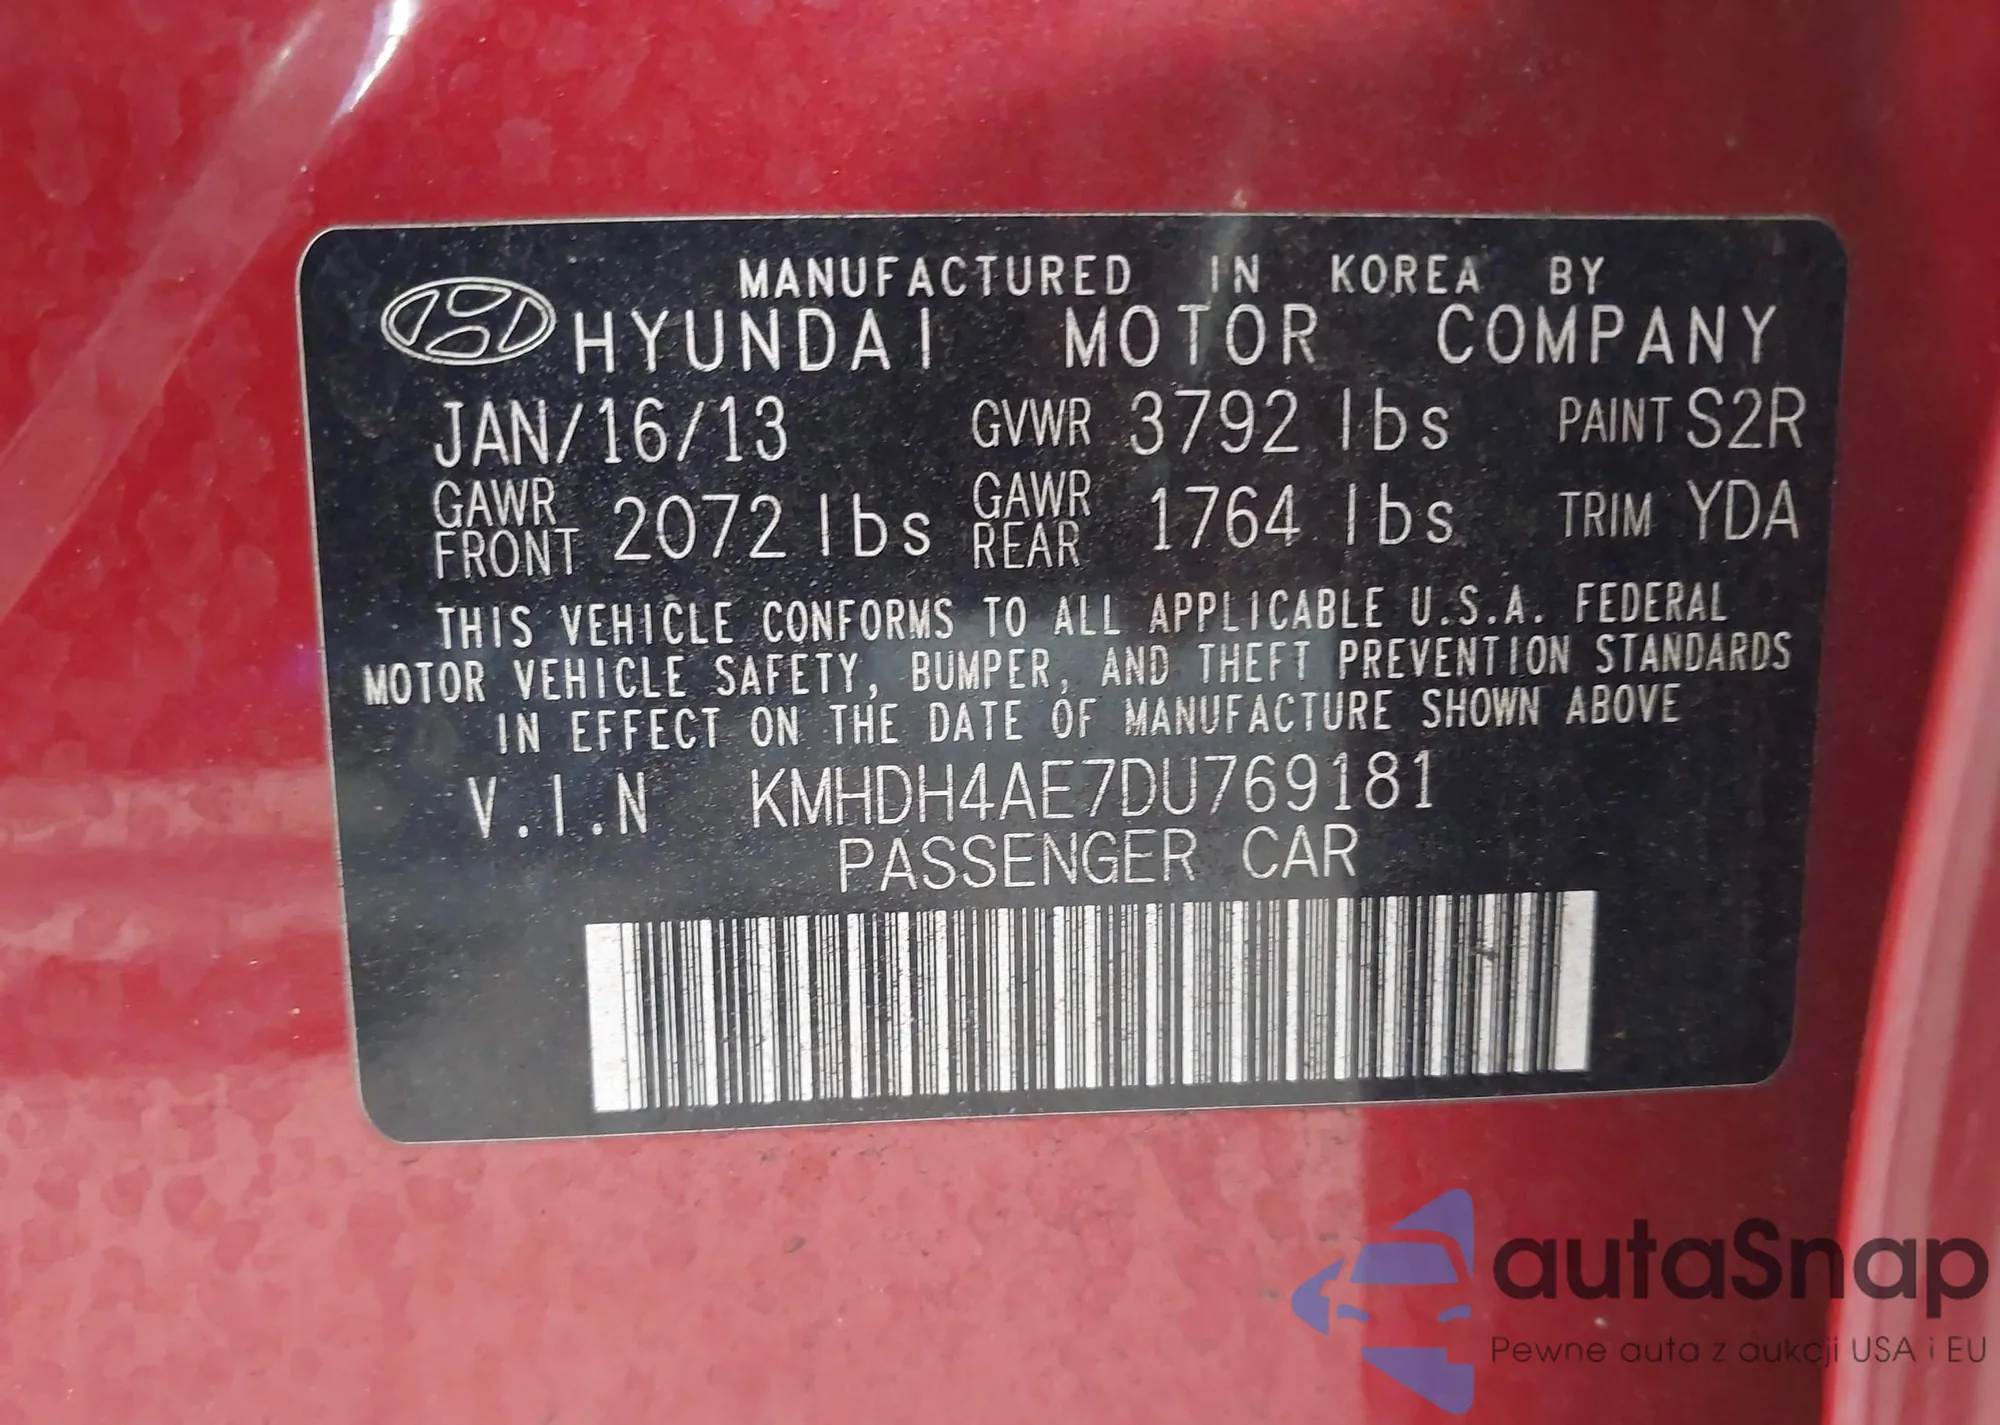 MANUFACTURED IN KOREA BY
HYUNDAI MOTOR COMPANY
JAN/16/13 GVWR 3792 lbs PAINT S2R
GAWR FRONT 2072 lbs GAWR REAR 1764 lbs TRIM YDA
THIS VEHICLE CONFORMS TO ALL APPLICABLE U.S.A. FEDERAL
MOTOR VEHICLE SAFETY, BUMPER, AND THEFT PREVENTION STANDARDS
IN EFFECT ON THE DATE OF MANUFACTURE SHOWN ABOVE
V.I.N KMHDH4AE7DU769181
PASSENGER CAR
autaSnap
Pewne auta z aukcji USA i EU